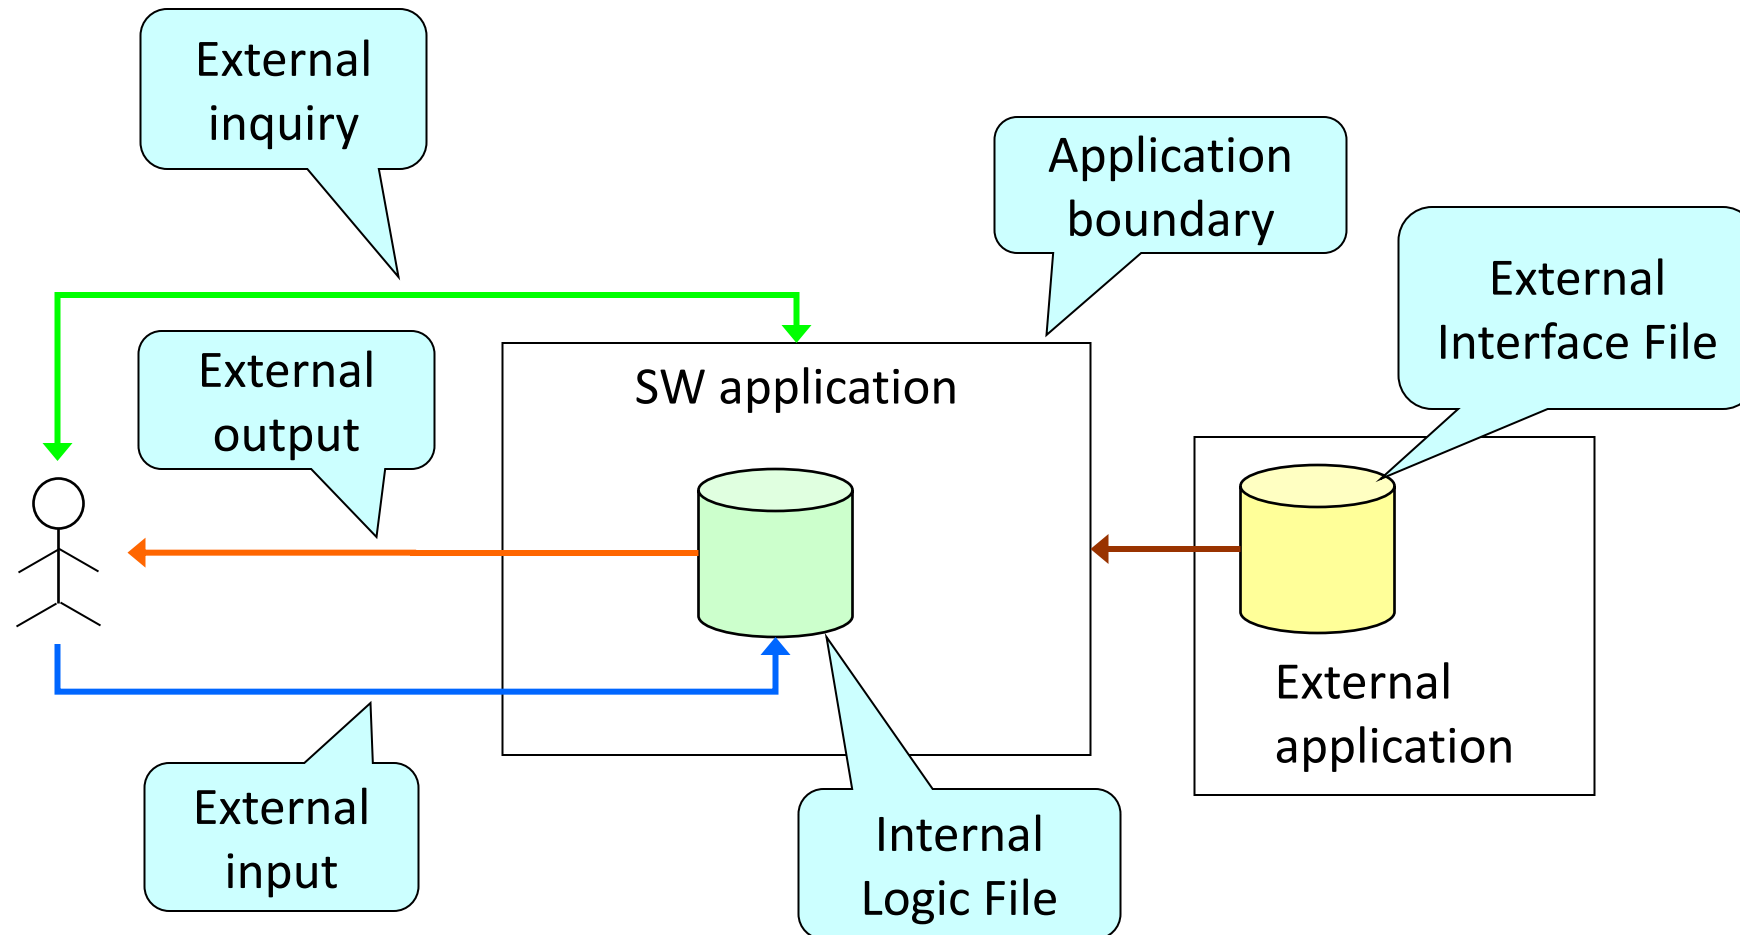 External
inquiry
Application
boundary
External
Interface File
External
output
SW application
External
application
External
input
Internal
Logic File